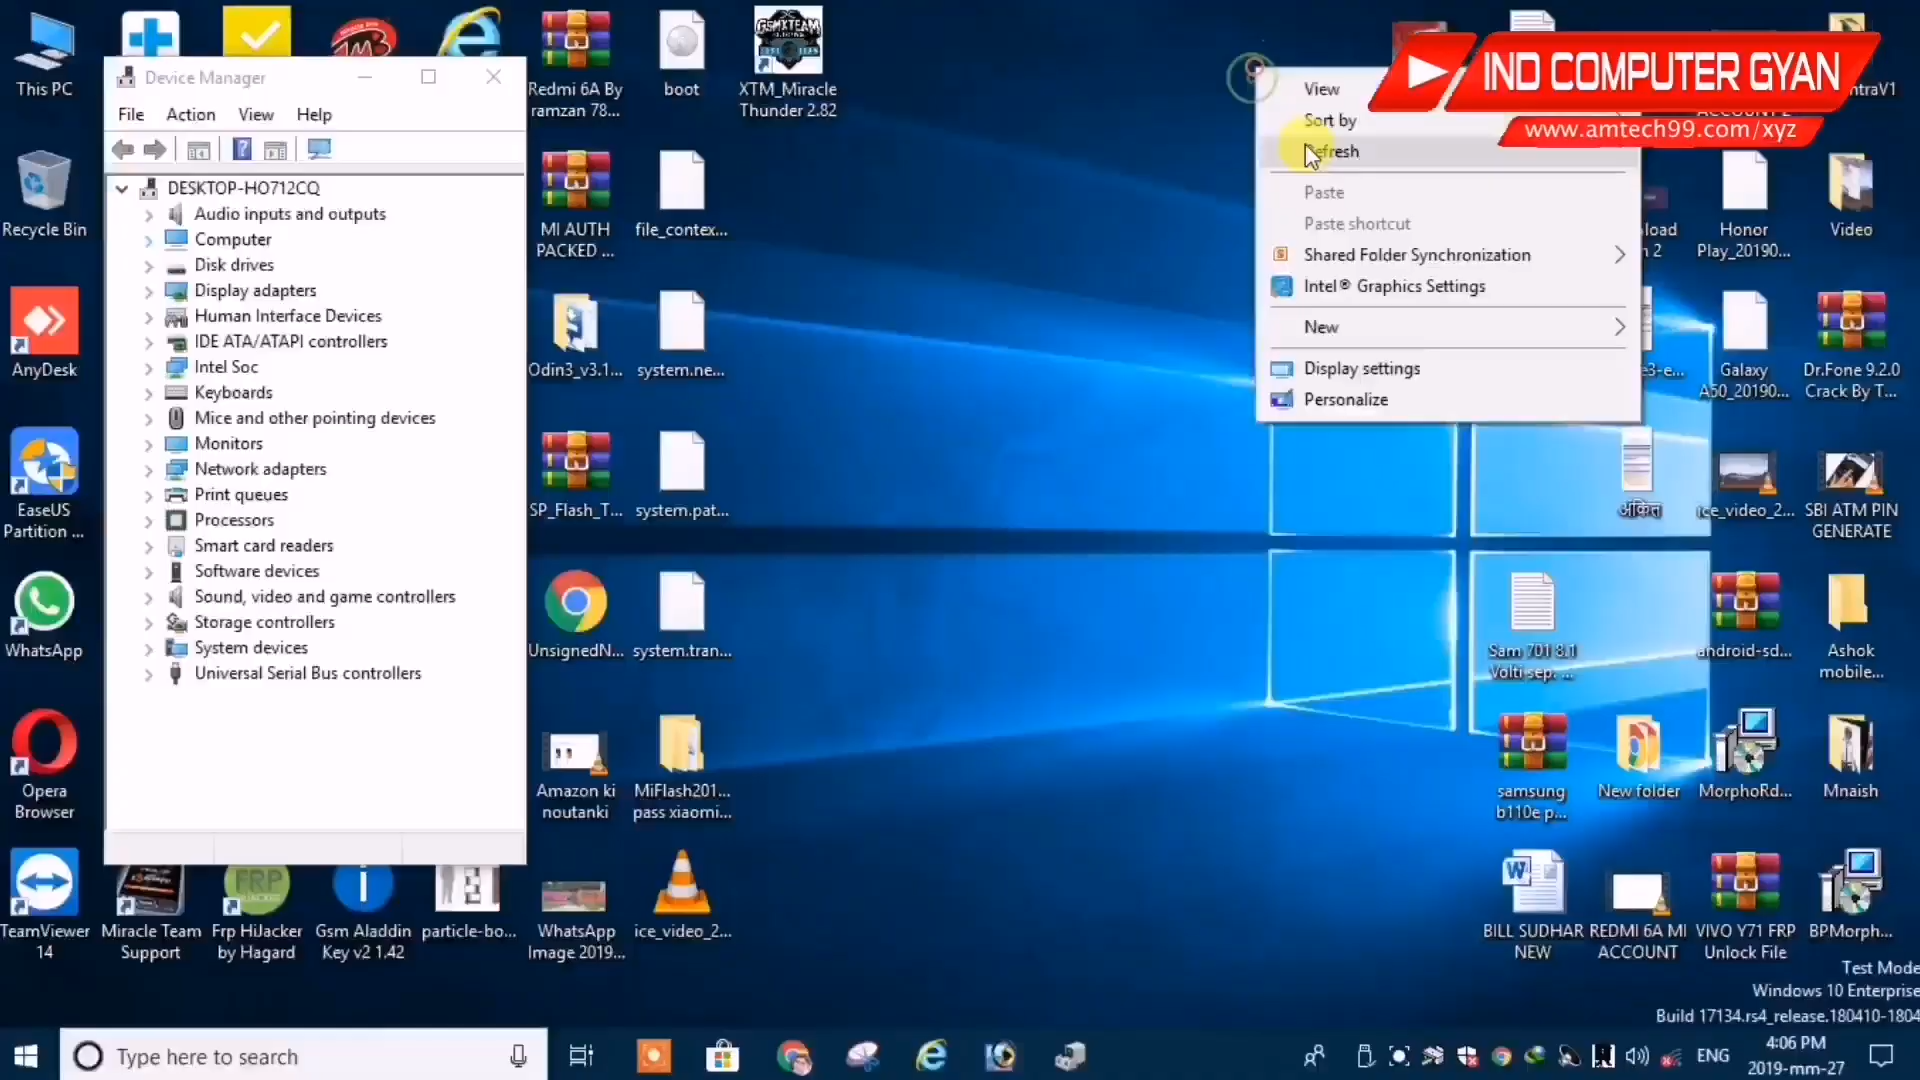 This PC
Recycle Bin
AnyDesk
EaseUS
Partition ...
WhatsApp
Opera
Browser
TeamViewer
14
Device Manager
File Action View Help
DESKTOP-HO712CQ
Audio inputs and outputs
Computer
Disk drives
Display adapters
Human Interface Devices
IDE ATA/ATAPI controllers
Intel Soc
Keyboards
Mice and other pointing devices
Monitors
Network adapters
Print queues
Processors
Smart card readers
Software devices
Sound, video and game controllers
Storage controllers
System devices
Universal Serial Bus controllers
Miracle Team
Support
FRP
Frp HiJacker
by Hagard
Gsm Aladdin
Key v2 1.42
particle-bo...
Redmi 6A By
ramzan 78...
MI AUTH
PACKED ...
Odin3_v3.1...
SP_Flash_T...
UnsignedN...
Amazon ki
noutanki
WhatsApp
Image 2019...
boot
file_contex...
system.ne...
system.pat...
system.tran...
MiFlash201...
pass xiaomi...
ice_video_2...
GSMXTEAM
XTM_Miracle
Thunder 2.82
View
Sort by
Refresh
Paste
Paste shortcut
Shared Folder Synchronization
Intel® Graphics Settings
New
Display settings
Personalize
IND COMPUTER GYAN
www.amtech99.com/xyz
Honor
Play_20190...
Video
Galaxy
A50_20190...
Dr.Fone 9.2.0
Crack By T...
अंकित
ice_video_2...
SBI ATM PIN
GENERATE
Sam 701 8.1
Volti sep. ...
android-sd...
Ashok
mobile...
samsung
b110e p...
New folder
MorphoRd...
Mnaish
BILL SUDHAR
NEW
REDMI 6A MI
ACCOUNT
VIVO Y71 FRP
Unlock File
BPMorph...
Test Mode
Windows 10 Enterprise
Build 17134.rs4_release.180410-1804
Type here to search
ENG
4:06 PM
2019-mm-27